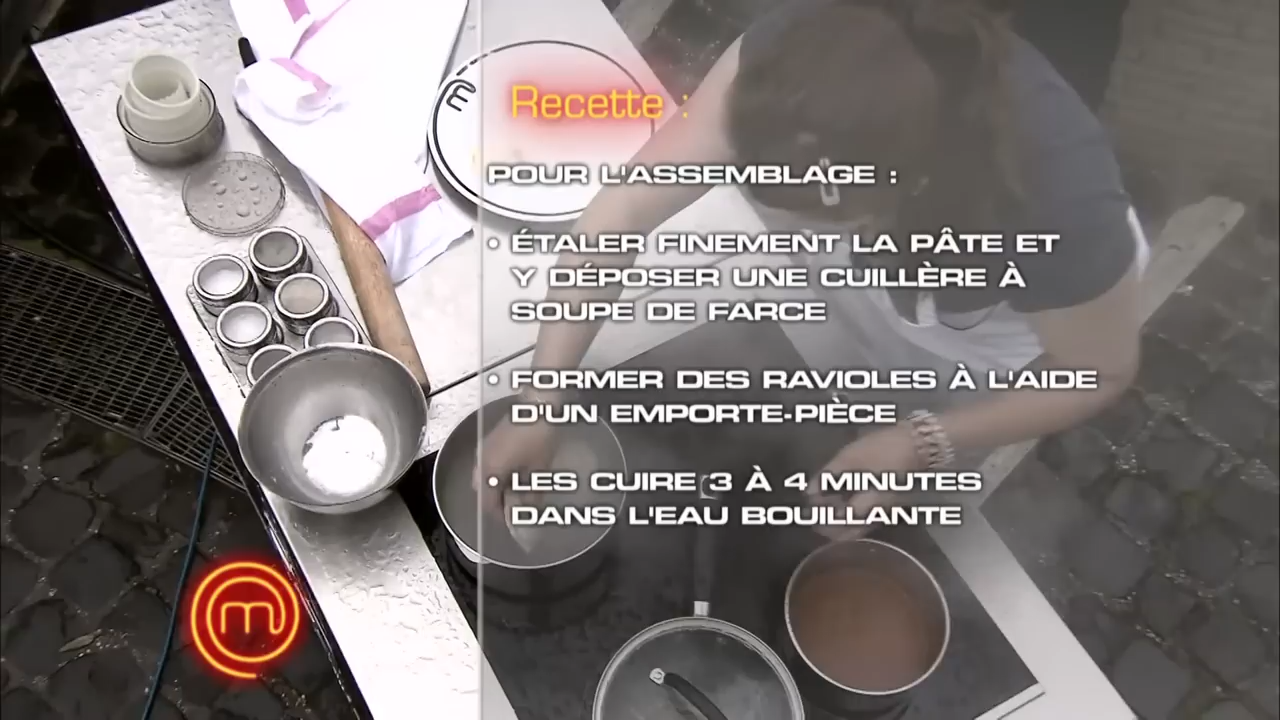 Recette :
POUR L'ASSEMBLAGE :
• ÉTALER FINEMENT LA PÂTE ET
Y DÉPOSER UNE CUILLÈRE À
SOUPE DE FARCE
• FORMER DES RAVIOLES À L'AIDE
D'UN EMPORTE-PIÈCE
• LES CUIRE 3 À 4 MINUTES
DANS L'EAU BOUILLANTE